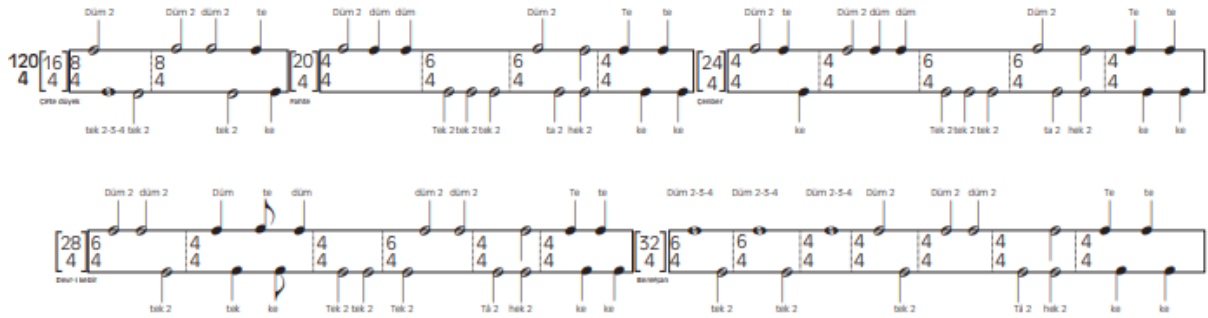 Düm 2 Düm 2 düm 2 te Düm 2 düm düm Düm 2 Te te Düm 2 te Düm 2 düm düm Düm 2 Te te
120 4 16 4 8 4 8 4 20 4 4 4 6 4 6 4 4 4 24 4 4 4 4 4 6 4 6 4 4 4
Çifte düyek Fahte Çenber
tek 2-3-4 tek 2 tek 2 ke Tek 2 tek 2 tek 2 ta 2 hek 2 ke ke ke Tek 2 tek 2 tek 2 ta 2 hek 2 ke ke
Düm 2 düm 2 Düm te düm düm 2 düm 2 Te te Düm 2-3-4 Düm 2-3-4 Düm 2-3-4 Düm 2 Düm 2 düm 2 Te te
28 4 6 4 4 4 4 4 6 4 4 4 4 4 32 4 6 4 6 4 4 4 4 4 4 4 4 4 4 4
Devr-i kebir Berefşan
tek 2 tek ke Tek 2 tek 2 Tek 2 Tâ 2 hek 2 ke ke tek 2 tek 2 tek 2 Tâ 2 hek 2 ke ke